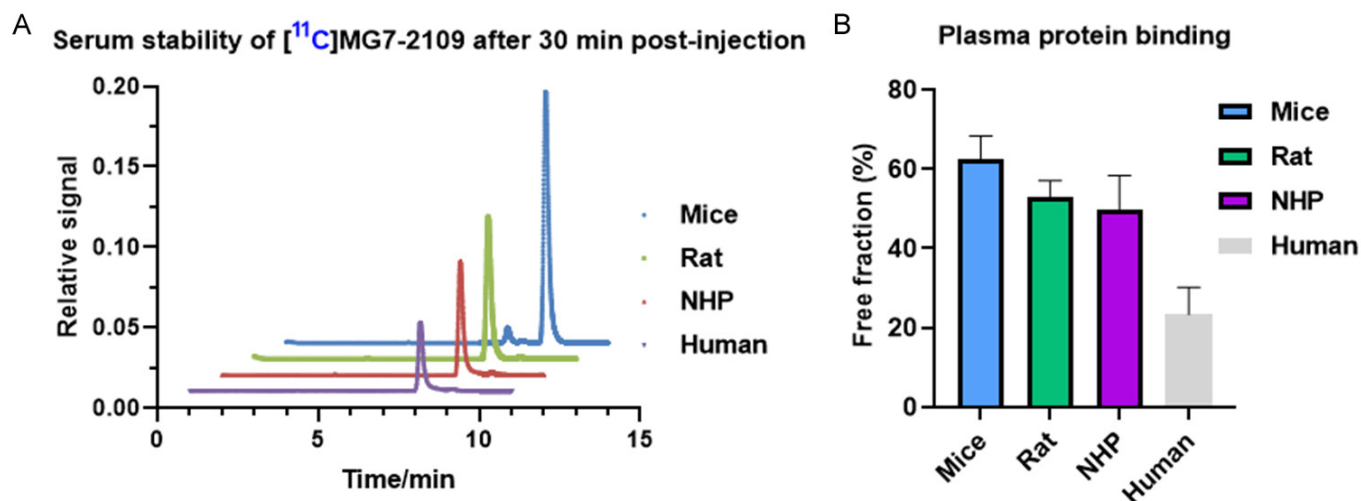 A
Serum stability of [11C]MG7-2109 after 30 min post-injection
0.20
0.15
0.10
0.05
0.00
Relative signal
0
5
10
15
Time/min
Mice
Rat
NHP
Human
B
Plasma protein binding
80
60
40
20
0
Free fraction (%)
Mice
Rat
NHP
Human
Mice
Rat
NHP
Human